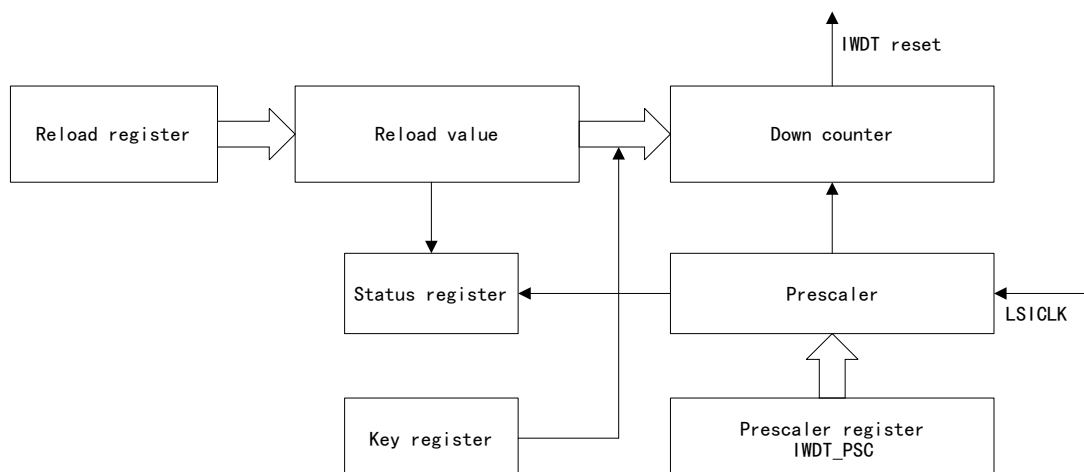 IWDT reset
Reload register
Reload value
Down counter
Status register
Prescaler
LSICLK
Key register
Prescaler register
IWDT_PSC